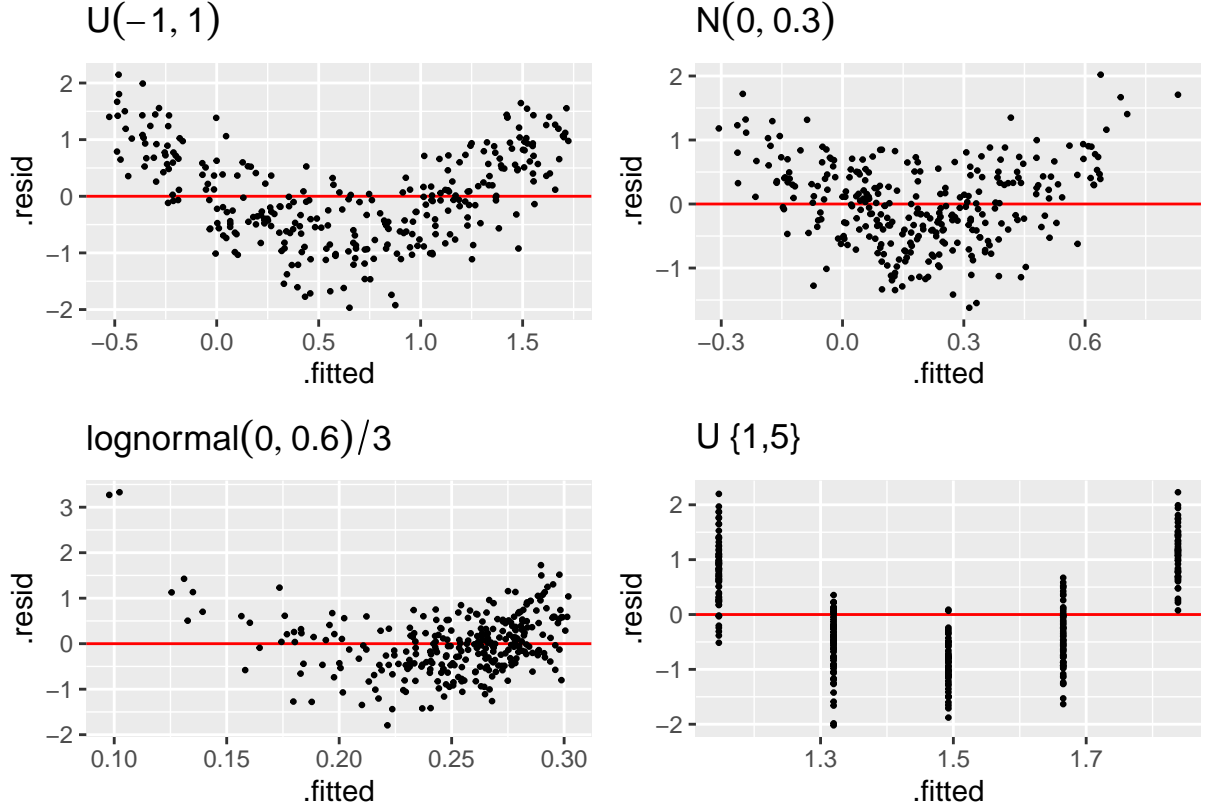 U(−1, 1)
2
1
0
−1
−2
.resid
−0.5 0.0 0.5 1.0 1.5
.fitted
N(0, 0.3)
2
1
0
−1
.resid
−0.3 0.0 0.3 0.6
.fitted
lognormal(0, 0.6)/3
3
2
1
0
−1
−2
.resid
0.10 0.15 0.20 0.25 0.30
.fitted
U {1,5}
2
1
0
−1
−2
.resid
1.3 1.5 1.7
.fitted